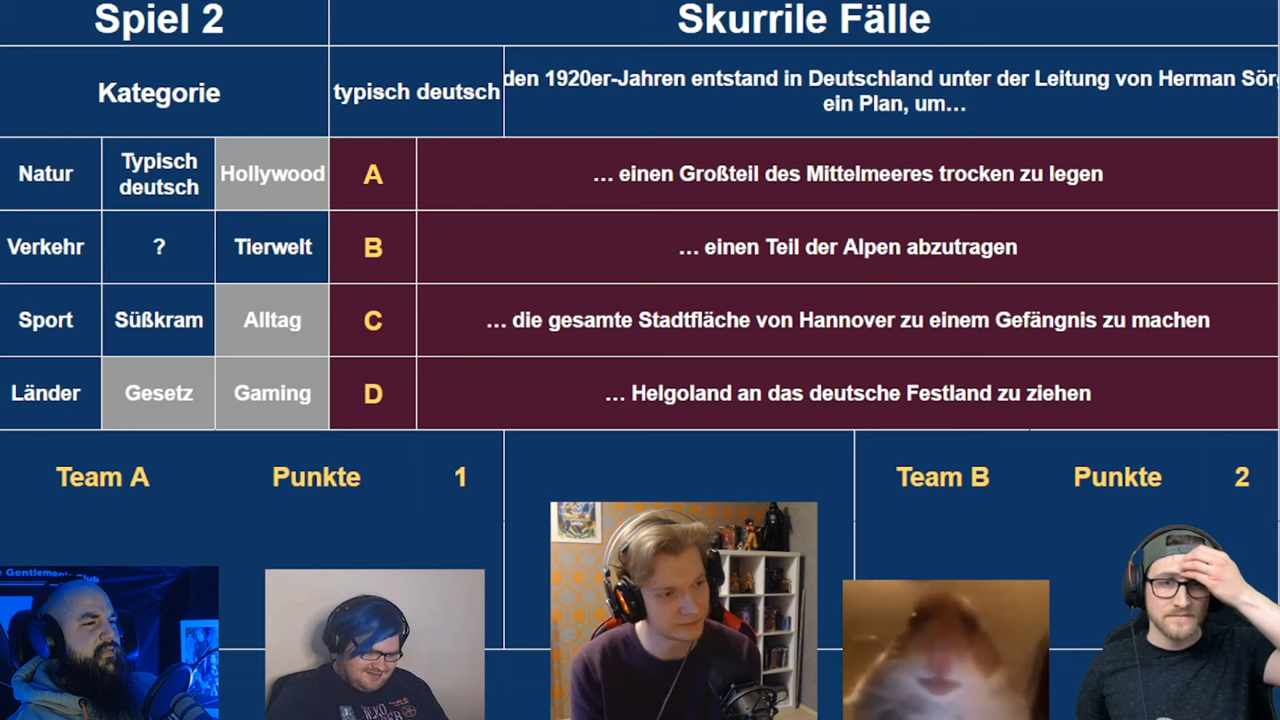 Spiel 2
Skurrile Fälle
Kategorie
typisch deutsch
den 1920er-Jahren entstand in Deutschland unter der Leitung von Herman
ein Plan, um…
Natur
Typisch
deutsch
Hollywood
A
… einen Großteil des Mittelmeeres trocken zu legen
Verkehr
?
Tierwelt
B
… einen Teil der Alpen abzutragen
Sport
Süßkram
Alltag
C
… die gesamte Stadtfläche von Hannover zu einem Gefängnis zu machen
Länder
Gesetz
Gaming
D
… Helgoland an das deutsche Festland zu ziehen
Team A
Punkte
1
Team B
Punkte
2
Gentlemen's Club